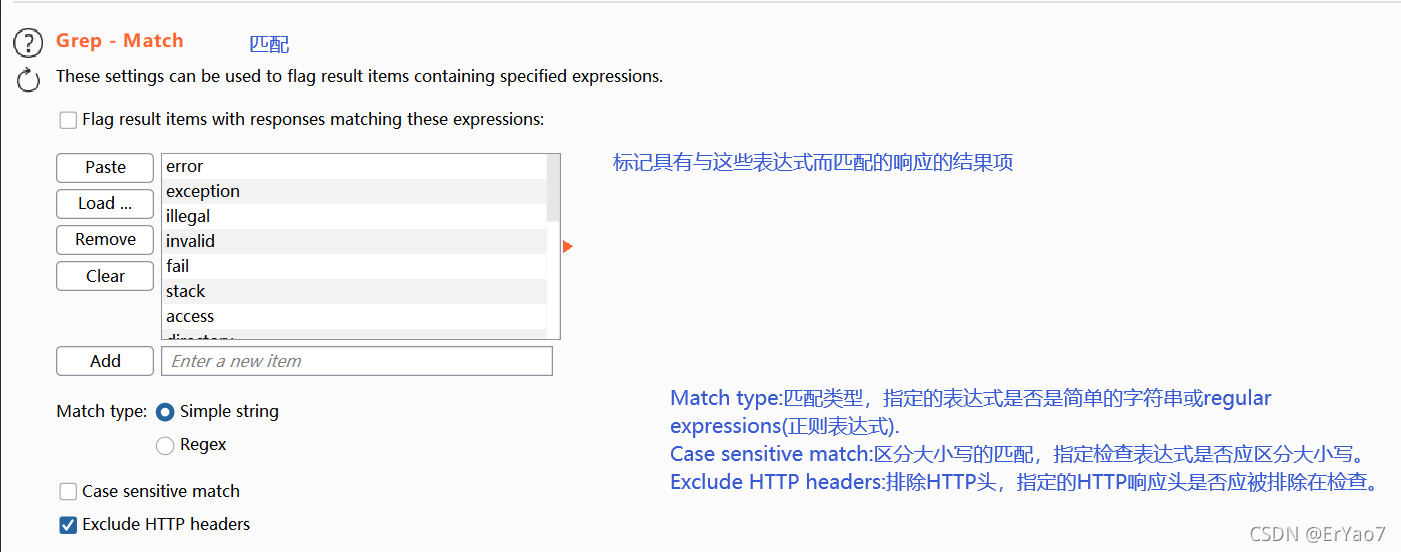 Grep - Match 匹配
These settings can be used to flag result items containing specified expressions.
Flag result items with responses matching these expressions:
Paste
error
标记具有与这些表达式而匹配的响应的结果项
exception
Load ...
illegal
Remove
invalid
Clear
fail
stack
access
directory
Add
Enter a new item
Match type: Simple string
Regex
Match type:匹配类型，指定的表达式是否是简单的字符串或regular
expressions(正则表达式).
Case sensitive match:区分大小写的匹配，指定检查表达式是否应区分大小写。
Exclude HTTP headers:排除HTTP头，指定的HTTP响应头是否应被排除在检查。
Case sensitive match
Exclude HTTP headers
CSDN @ErYao7